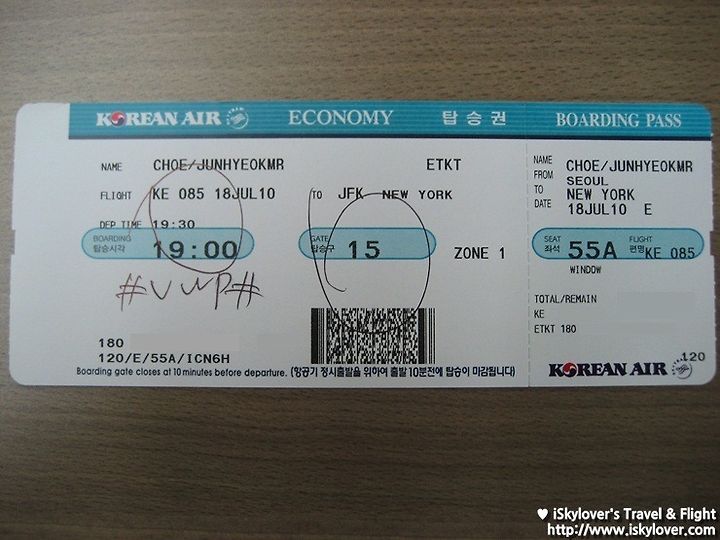 KOREAN AIR ECONOMY 탑승권 BOARDING PASS
NAME CHOE/JUNHYEOKMR ETKT
FLIGHT KE 085 18JUL10 TO JFK NEW YORK
DEP TIME 19:30
BOARDING 탑승시각 19:00 GATE 탑승구 15 ZONE 1
180
120/E/55A/ICN6H
Boarding gate closes at 10 minutes before departure. (항공기 정시출발을 위하여 출발 10분전에 탑승이 마감됩니다)
NAME CHOE/JUNHYEOKMR
FROM SEOUL
TO NEW YORK
DATE 18JUL10 E
SEAT 좌석 55A FLIGHT 편명 KE 085
WINDOW
TOTAL/REMAIN
KE
ETKT 180
120
KOREAN AIR
♥ iSkylover's Travel & Flight
http://www.iskylover.com